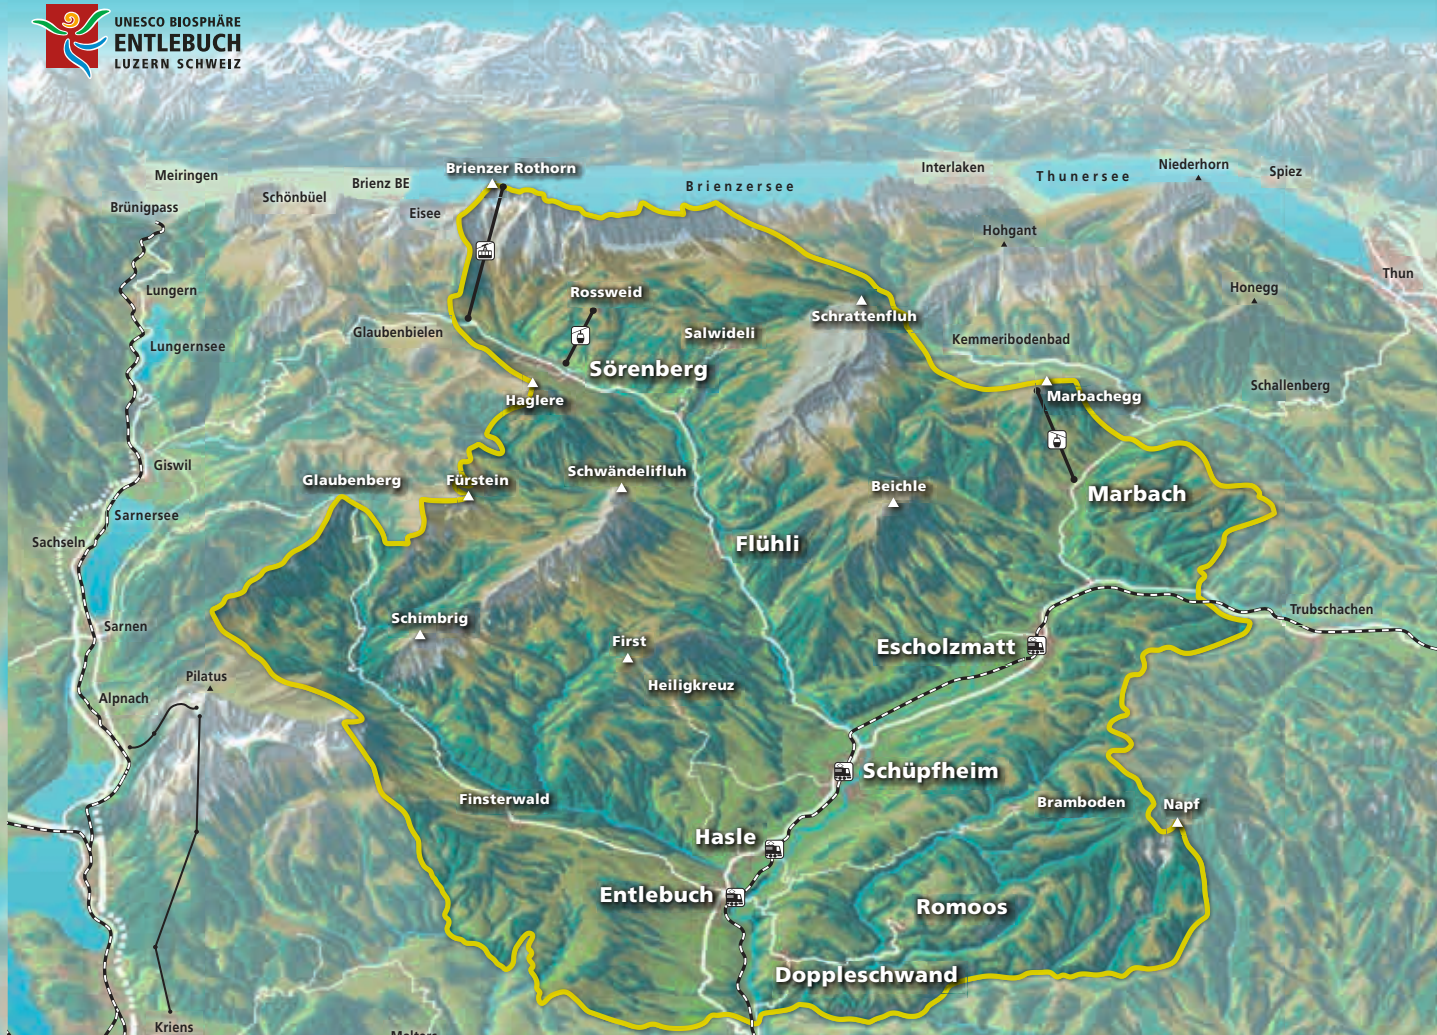 UNESCO BIOSPHÄRE
ENTLEBUCH
LUZERN SCHWEIZ
Meiringen
Brünigpass
Schönbüel
Brienz BE
Eisee
Brienzer Rothorn
Brienzersee
Interlaken
Thunersee
Niederhorn
Spiez
Hohgant
Thun
Honegg
Lungern
Lungernsee
Glaubenbielen
Rossweid
Salwideli
Schrattenfluh
Kemmeribodenbad
Sörenberg
Haglere
Marbachegg
Schallenberg
Giswil
Glaubenberg
Fürstein
Schwändelifluh
Beichle
Marbach
Sarnersee
Sachseln
Flühli
Sarnen
Schimbrig
First
Escholzmatt
Trubschachen
Pilatus
Alpnach
Heiligkreuz
Schüpfheim
Finsterwald
Bramboden
Napf
Hasle
Entlebuch
Romoos
Doppleschwand
Kriens